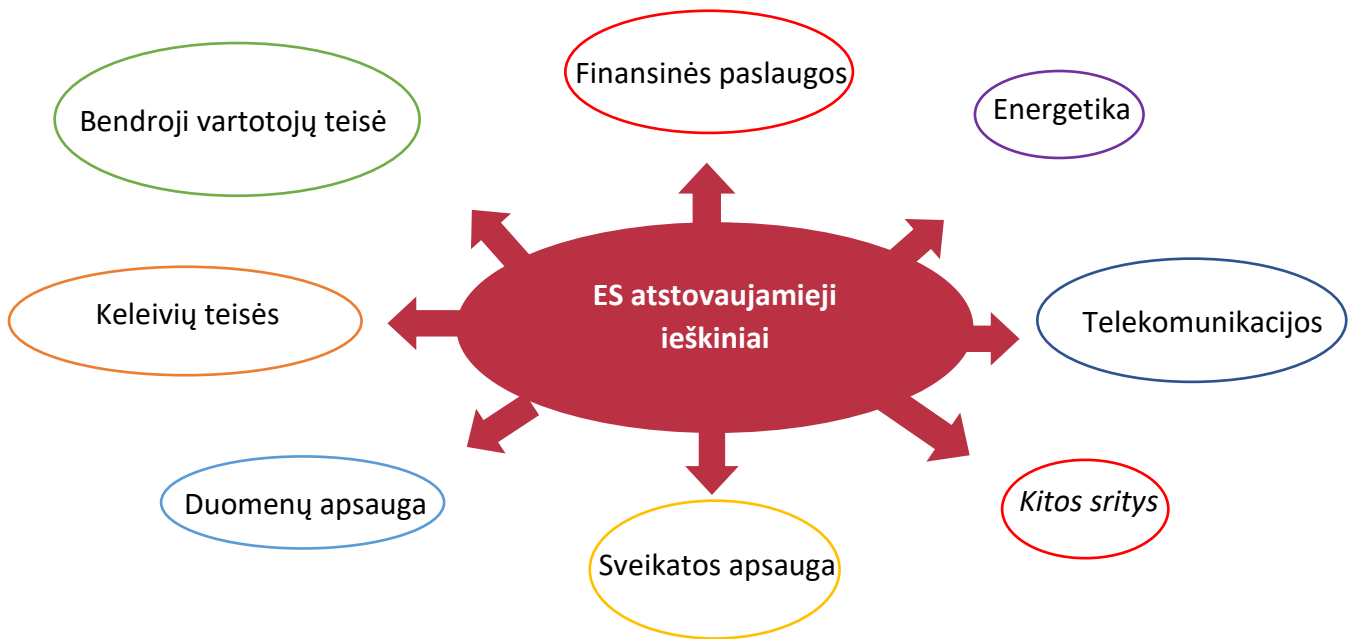 Finansinės paslaugos
Energetika
Bendroji vartotojų teisė
ES atstovaujamieji
ieškiniai
Keleivių teisės
Telekomunikacijos
Duomenų apsauga
Kitos sritys
Sveikatos apsauga